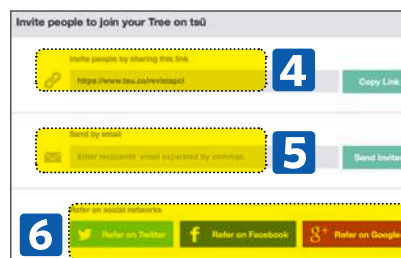 Invite people to join your Tree on tsū
Invite people by sharing this link
https://www.tsu.co/revistapci
4
Copy Link
Send by email
Enter recipients' email separated by commas.
5
Send Invites
Refer on social networks
6
Refer on Twitter
f Refer on Facebook
g+ Refer on Google+